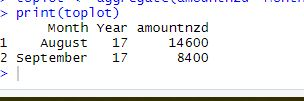 > print(toplot)
Month Year amountnzd
1 August 17 14600
2 September 17 8400
>